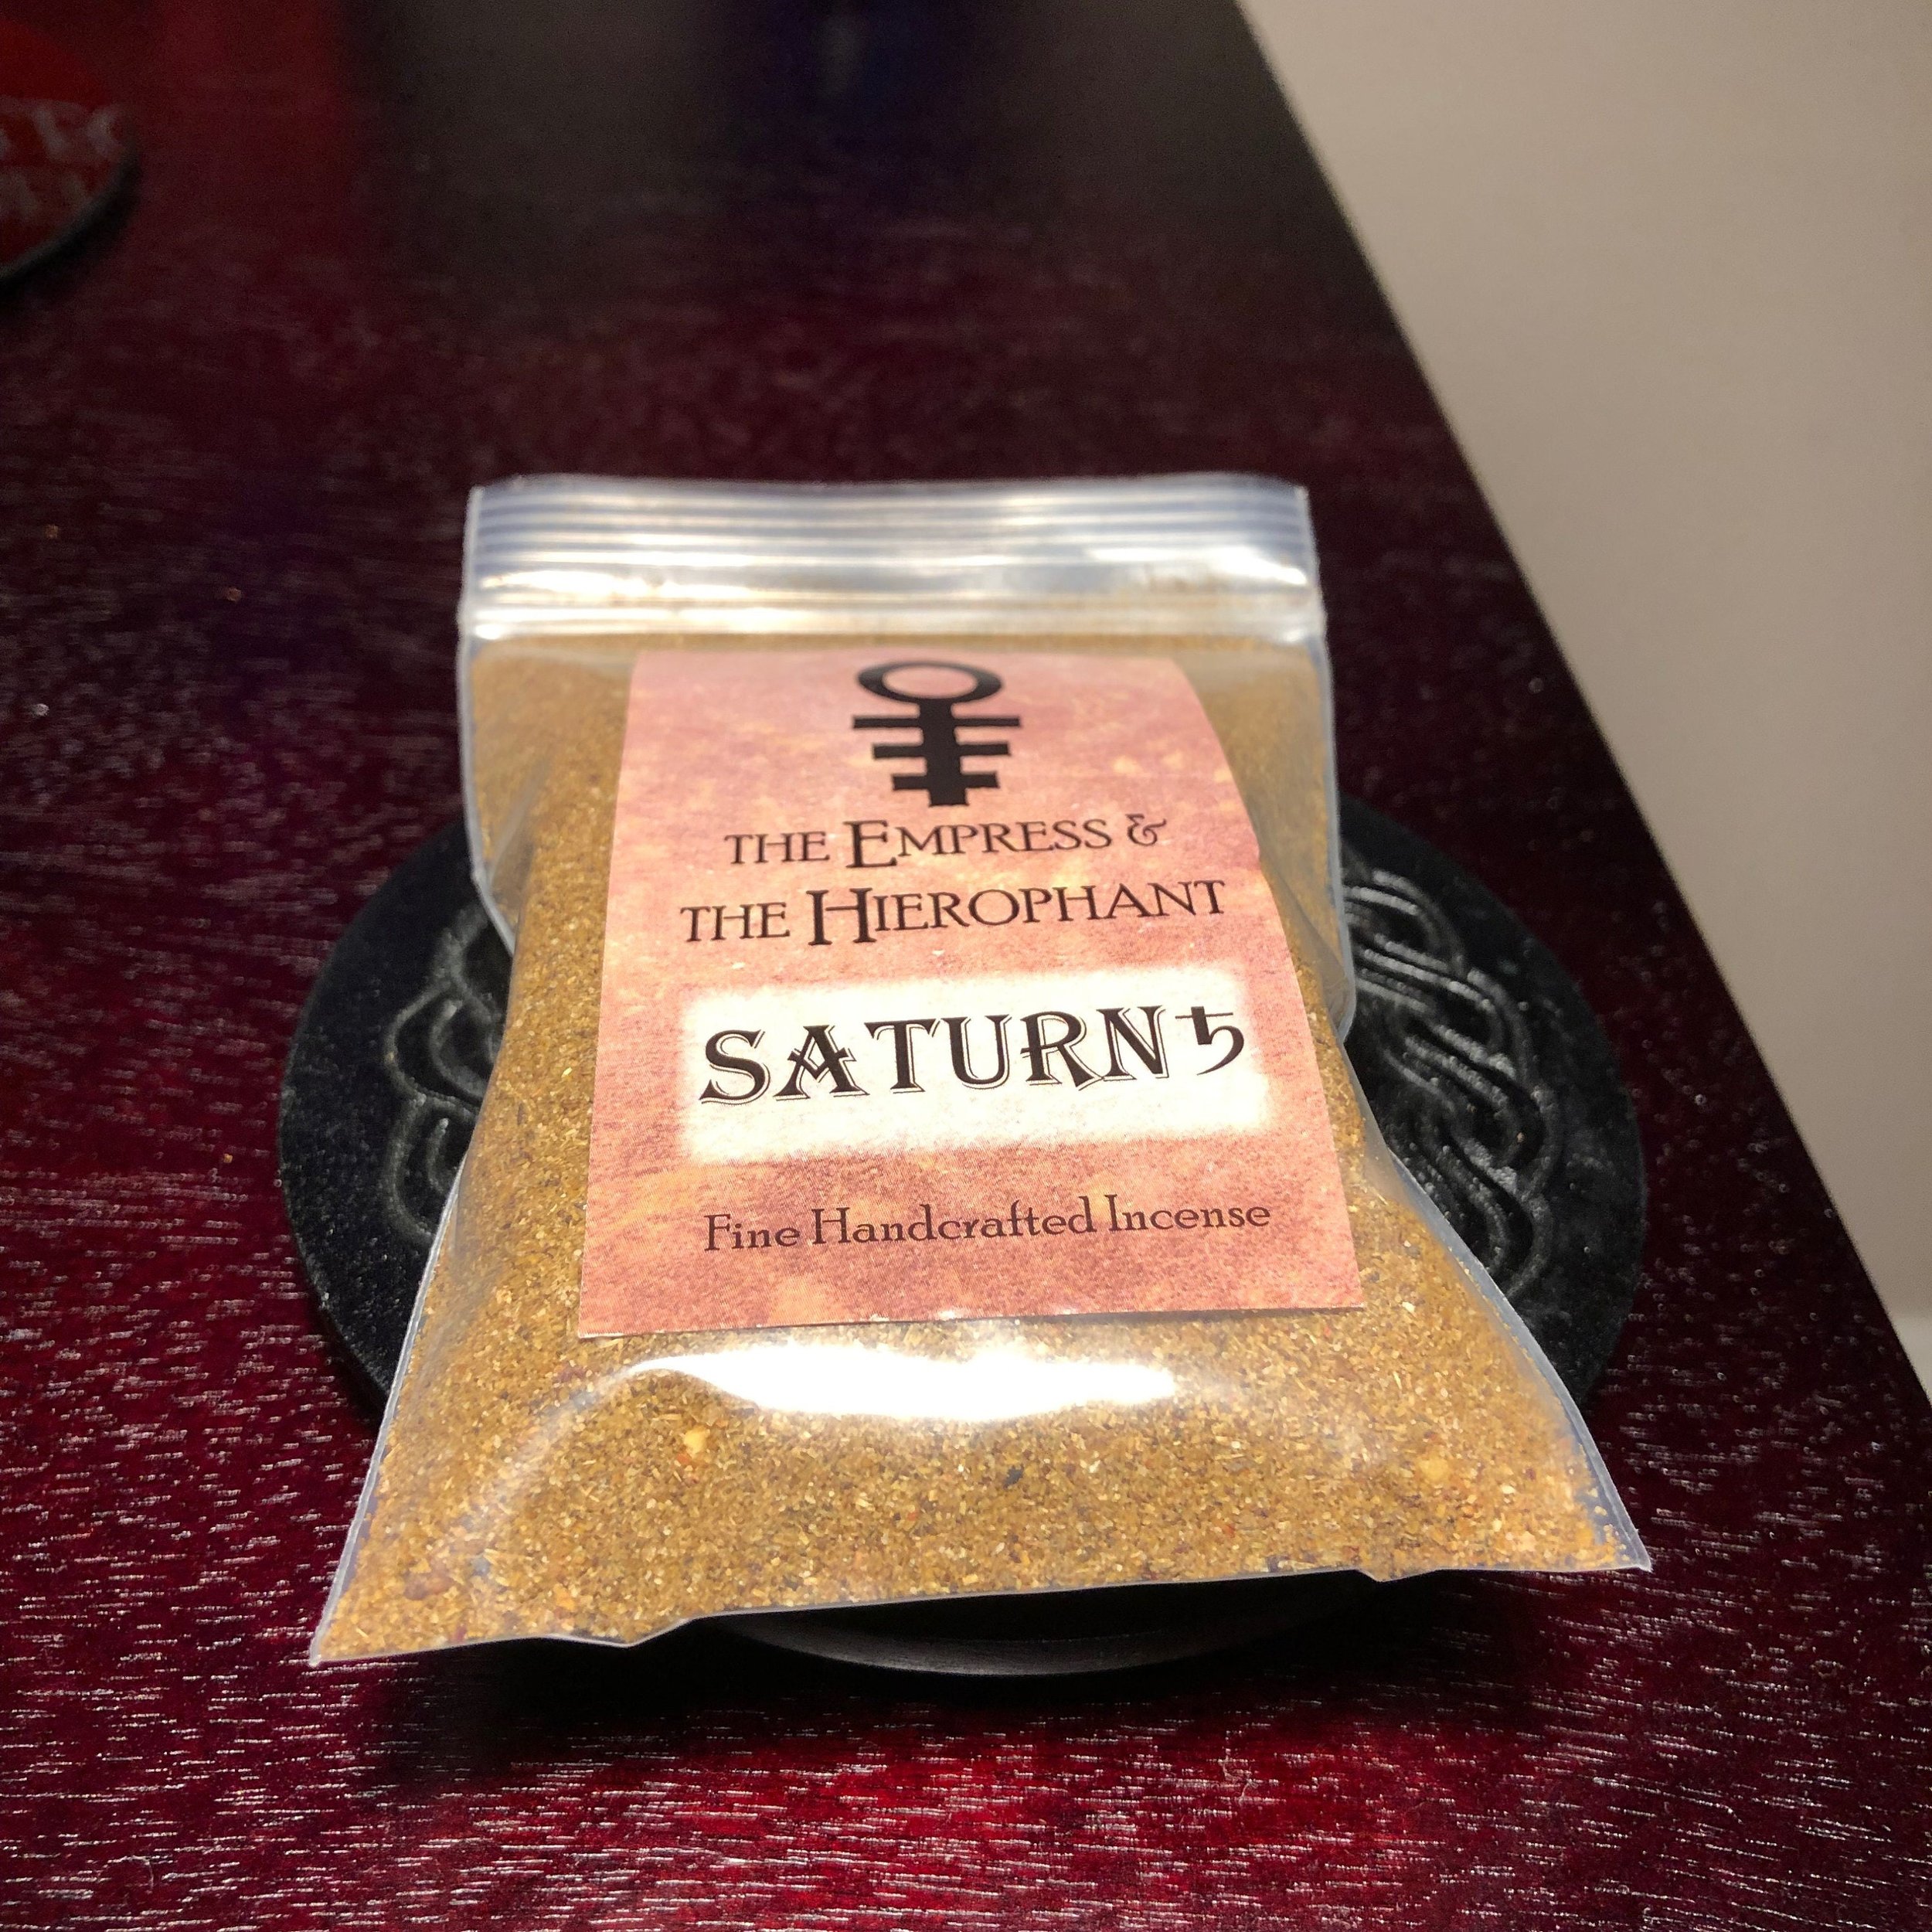 THE EMPRESS &
THE HIEROPHANT
SATURN ♄
Fine Handcrafted Incense